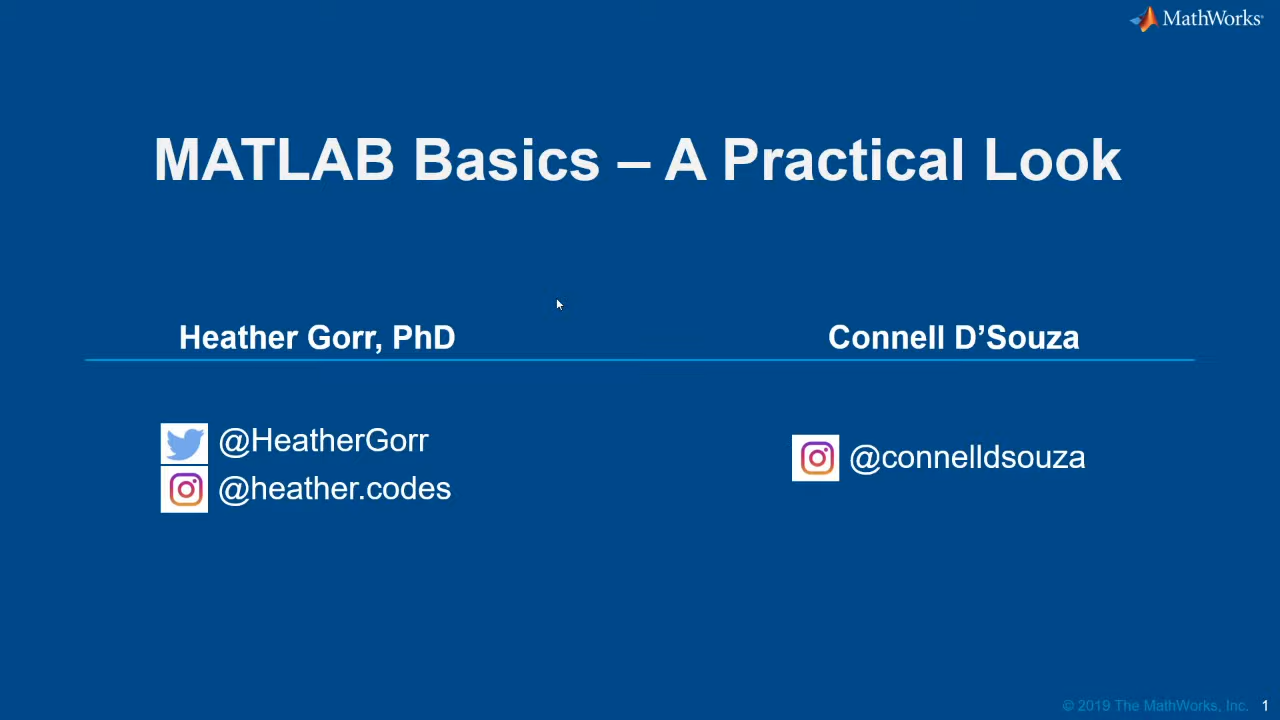 MathWorks®
MATLAB Basics – A Practical Look
Heather Gorr, PhD
Connell D’Souza
@HeatherGorr
@heather.codes
@connelldsouza
© 2019 The MathWorks, Inc.
1